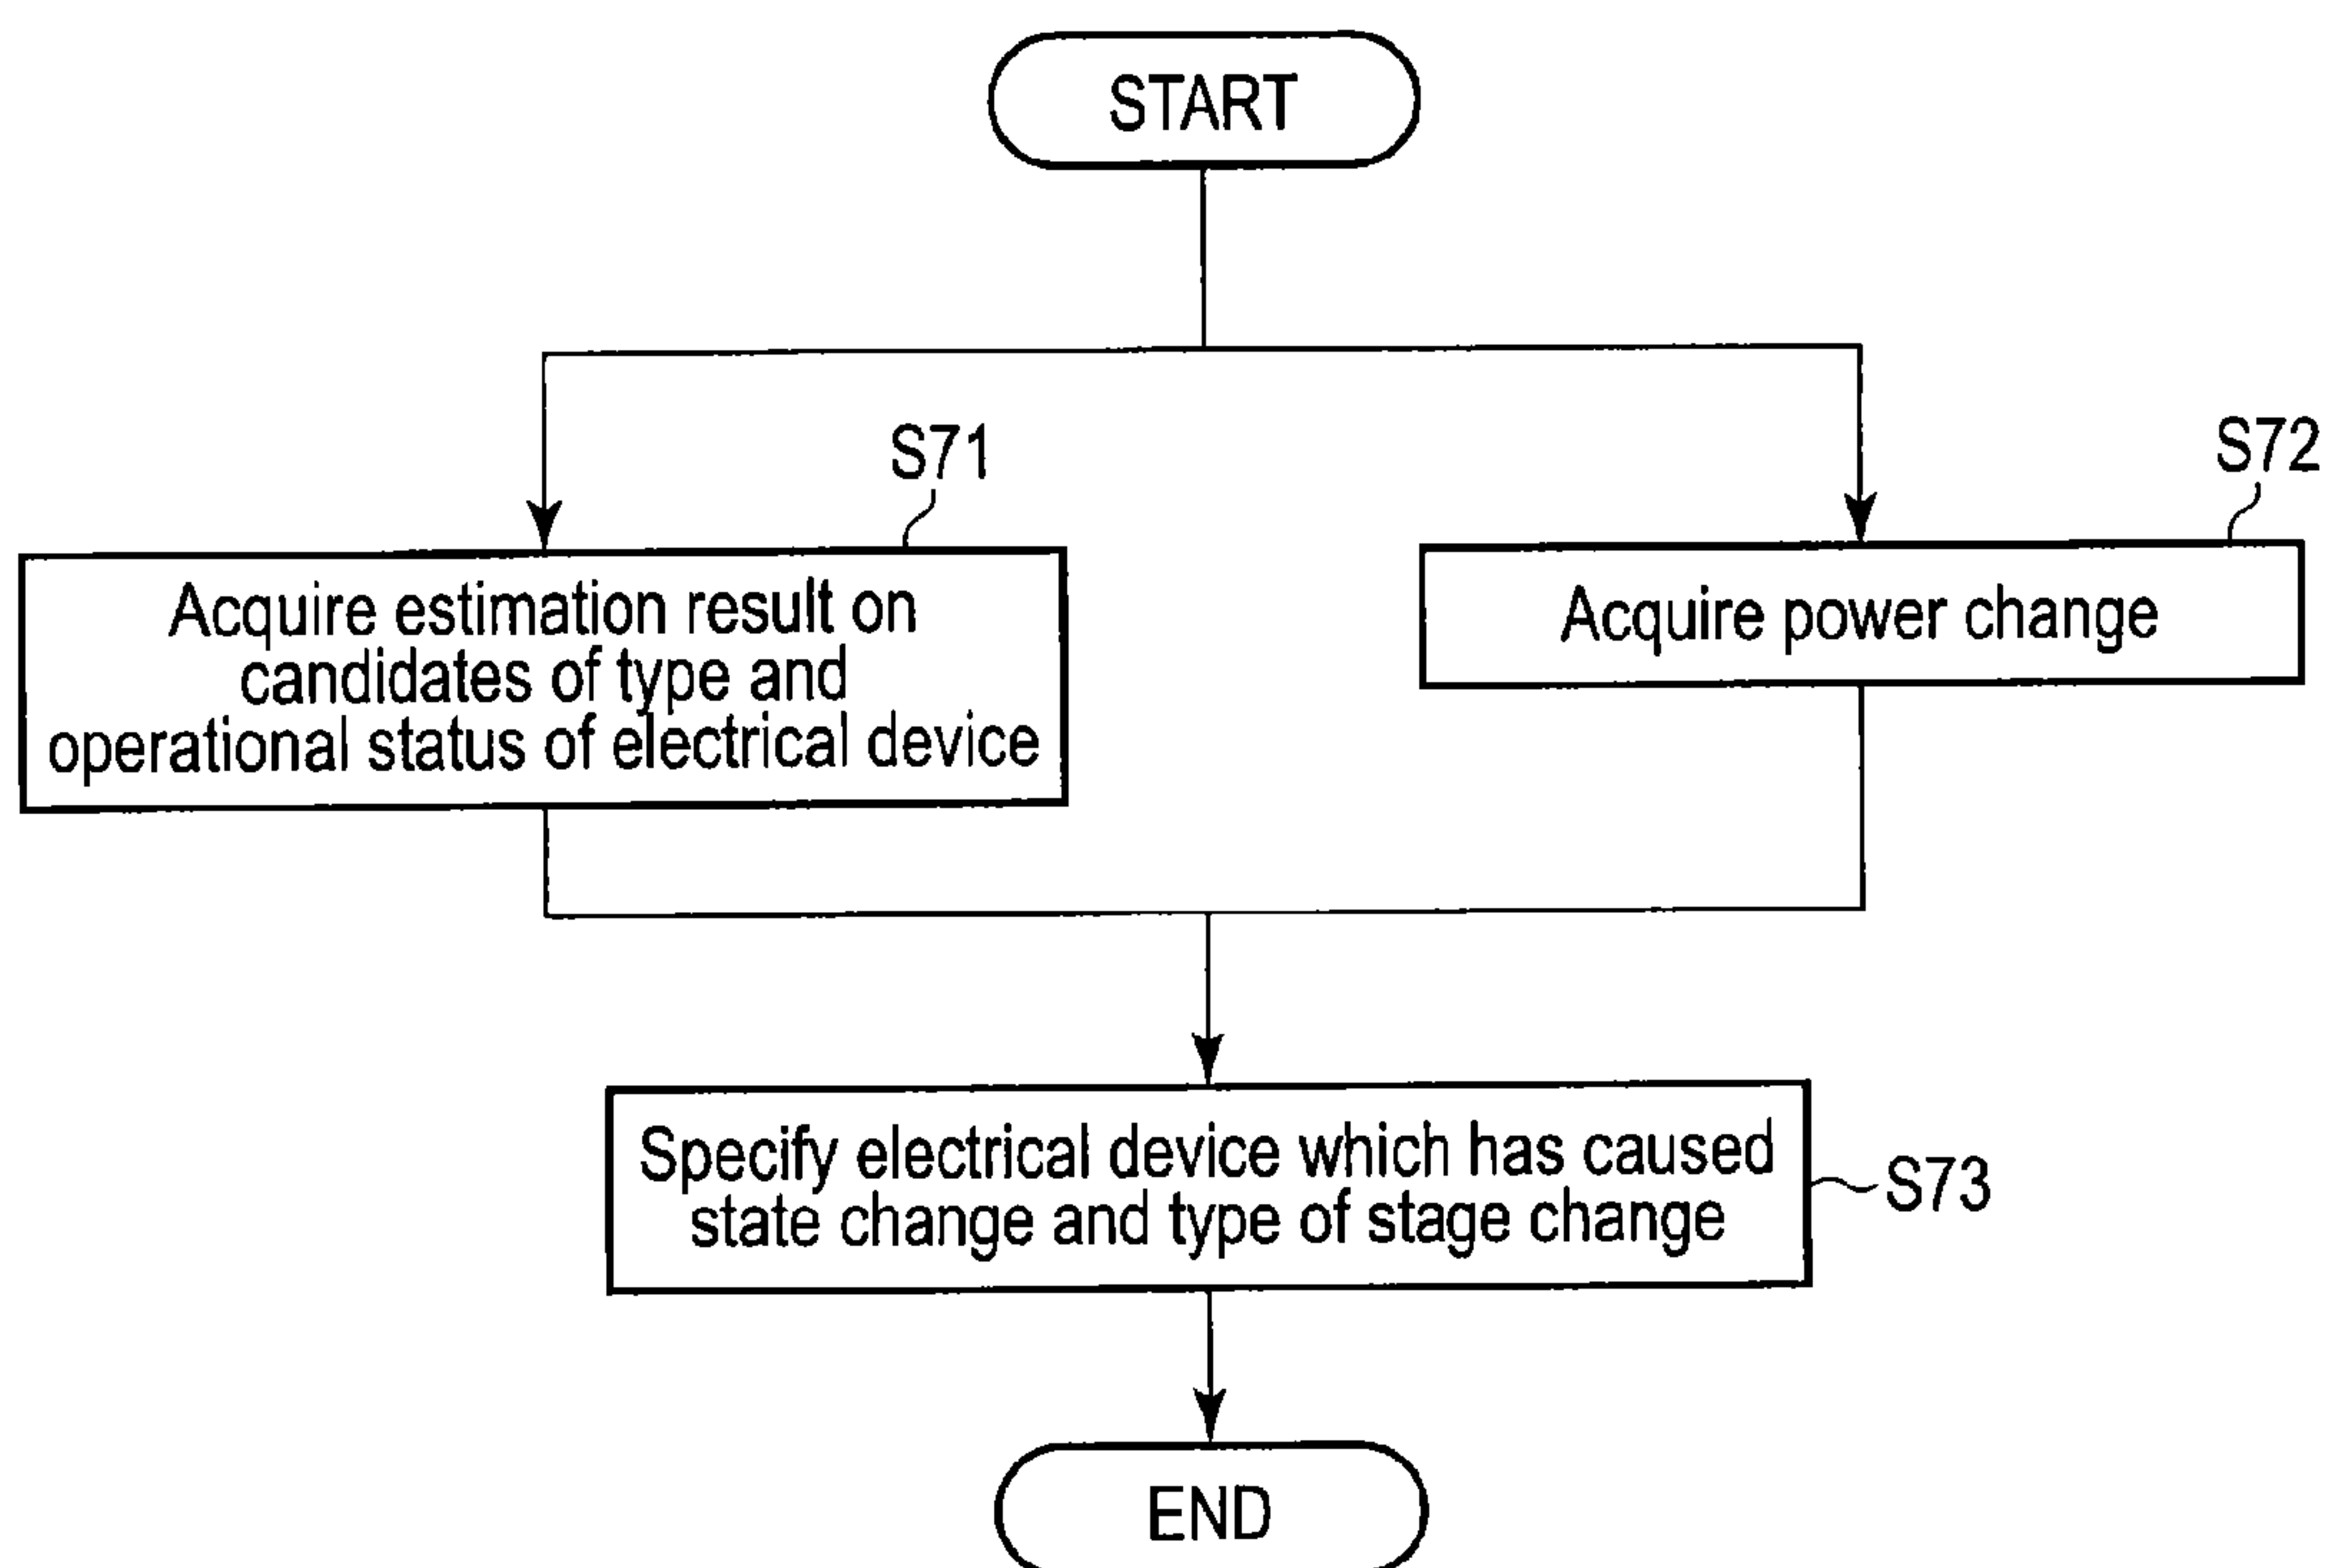 START
S71
S72
Acquire estimation result on
candidates of type and
operational status of electrical device
Acquire power change
Specify electrical device which has caused
state change and type of stage change
S73
END